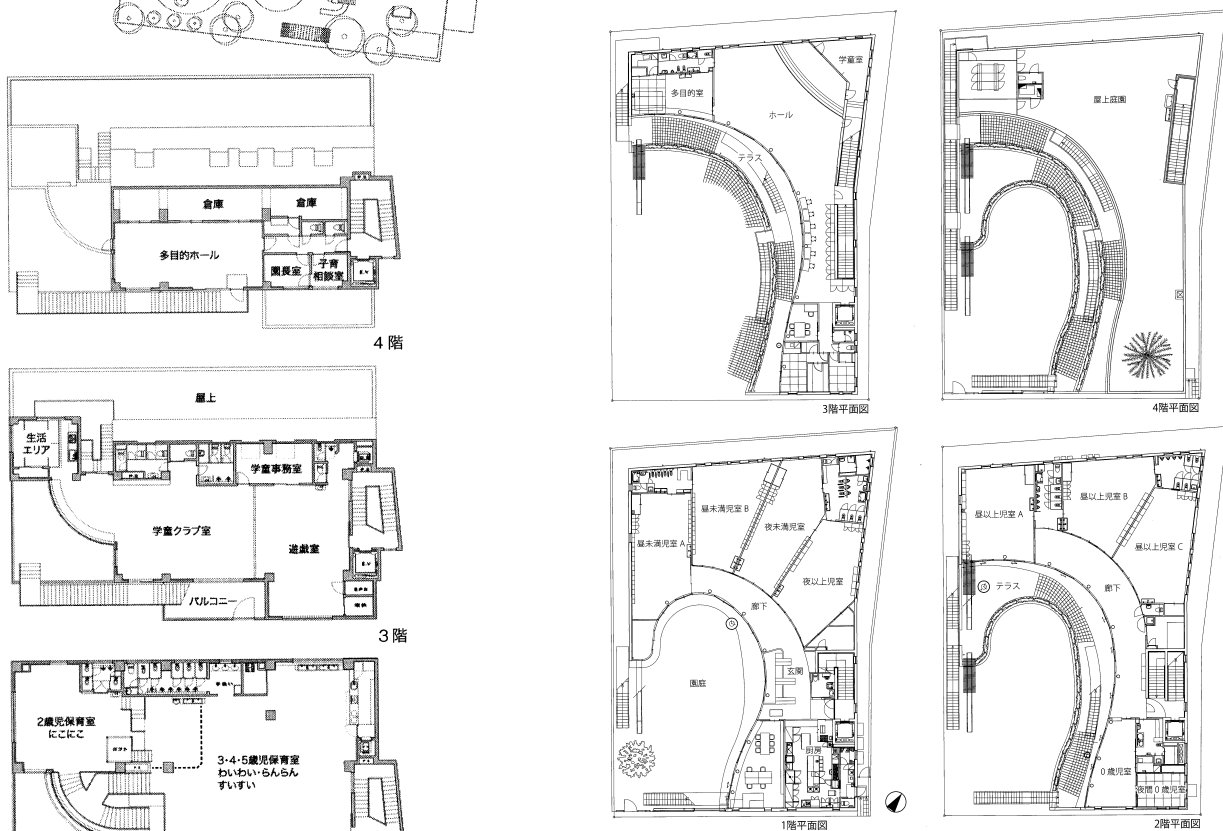 倉庫
倉庫
多目的ホール
園長室
子育
相談室
E.V
4階
屋上
生活
エリア
学童事務室
学童クラブ室
遊戯室
E.V
バルコニー
3階
2歳児保育室
にこにこ
3・4・5歳児保育室
わいわい・らんらん
すいすい
学童室
多目的室
ホール
テラス
3階平面図
屋上庭園
4階平面図
昼未満児室 B
夜未満児室
昼未満児室 A
夜以上児室
廊下
玄関
園庭
厨房
1階平面図
昼以上児室 B
昼以上児室 A
昼以上児室 C
テラス
廊下
0歳児室
夜間0歳児室
2階平面図